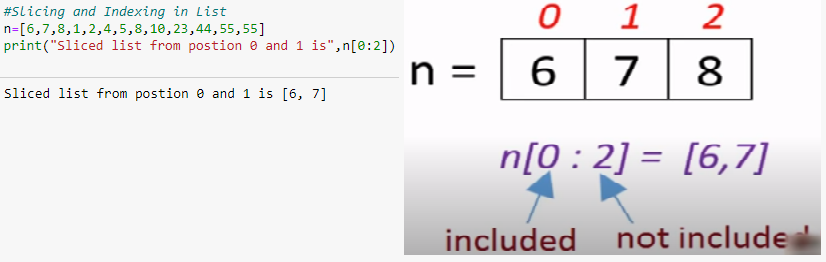 #Slicing and Indexing in List
n=[6,7,8,1,2,4,5,8,10,23,44,55,55]
print("Sliced list from postion 0 and 1 is",n[0:2])
Sliced list from postion 0 and 1 is [6, 7]
0 1 2
n = 6 7 8
n[0 : 2] = [6,7]
included not included